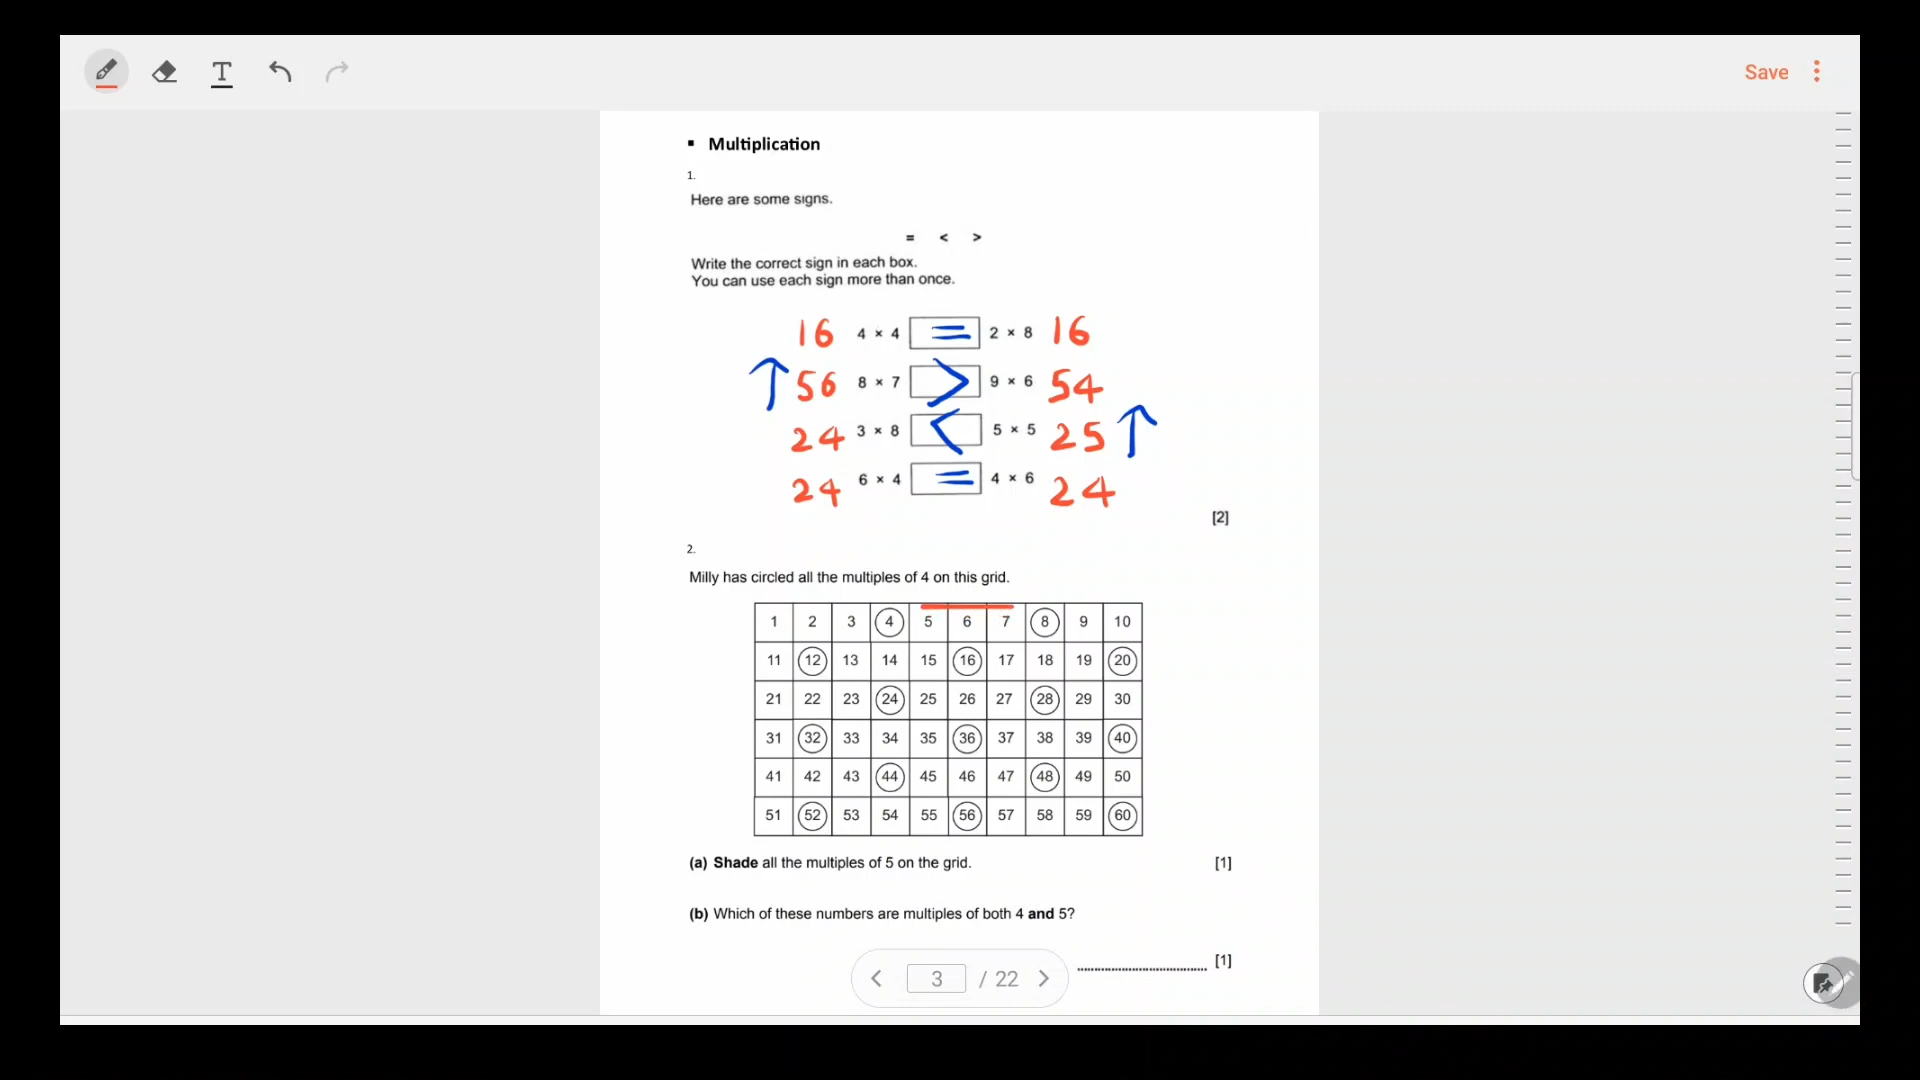 Save
▪ Multiplication
1.
Here are some signs.
= < >
Write the correct sign in each box.
You can use each sign more than once.
16 4 × 4 = 2 × 8 16
↑ 56 8 × 7 > 9 × 6 54
24 3 × 8 < 5 × 5 25 ↑
24 6 × 4 = 4 × 6 24
[2]
2.
Milly has circled all the multiples of 4 on this grid.
1 2 3 4 5 6 7 8 9 10
11 12 13 14 15 16 17 18 19 20
21 22 23 24 25 26 27 28 29 30
31 32 33 34 35 36 37 38 39 40
41 42 43 44 45 46 47 48 49 50
51 52 53 54 55 56 57 58 59 60
(a) Shade all the multiples of 5 on the grid. [1]
(b) Which of these numbers are multiples of both 4 and 5?
[1]
3 / 22